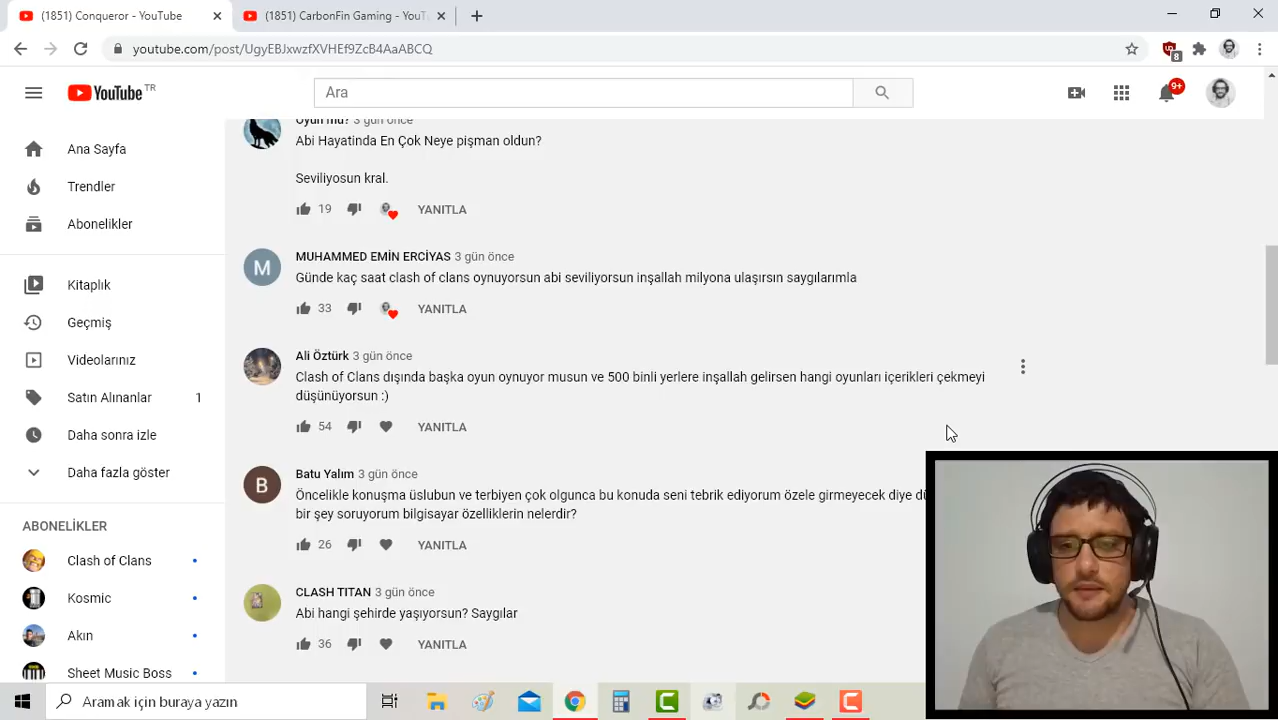 (1851) Conqueror - YouTube
(1851) CarbonFin Gaming - YouT
youtube.com/post/UgyEBJxwzfXVHEf9ZcB4AaABCQ
8
YouTube TR
Ara
9+
Ana Sayfa
Trendler
Abonelikler
Kitaplık
Geçmiş
Videolarınız
Satın Alınanlar 1
Daha sonra izle
Daha fazla göster
ABONELİKLER
Clash of Clans
Kosmic
Akın
Sheet Music Boss
Oyun mu? 3 gün önce
Abi Hayatinda En Çok Neye pişman oldun?
Seviliyosun kral.
19 YANITLA
M
MUHAMMED EMİN ERCİYAS 3 gün önce
Günde kaç saat clash of clans oynuyorsun abi seviliyorsun inşallah milyona ulaşırsın saygılarımla
33 YANITLA
Ali Öztürk 3 gün önce
Clash of Clans dışında başka oyun oynuyor musun ve 500 binli yerlere inşallah gelirsen hangi oyunları içerikleri çekmeyi
düşünüyorsun :)
54 YANITLA
B
Batu Yalım 3 gün önce
Öncelikle konuşma üslubun ve terbiyen çok olgunca bu konuda seni tebrik ediyorum özele girmeyecek diye
bir şey soruyorum bilgisayar özelliklerin nelerdir?
26 YANITLA
CLASH TITAN 3 gün önce
Abi hangi şehirde yaşıyorsun? Saygılar
36 YANITLA
Aramak için buraya yazın